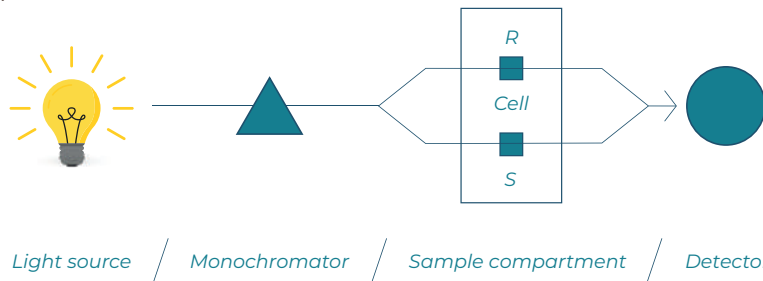 R
Cell
S
Light source / Monochromator / Sample compartment / Detecto